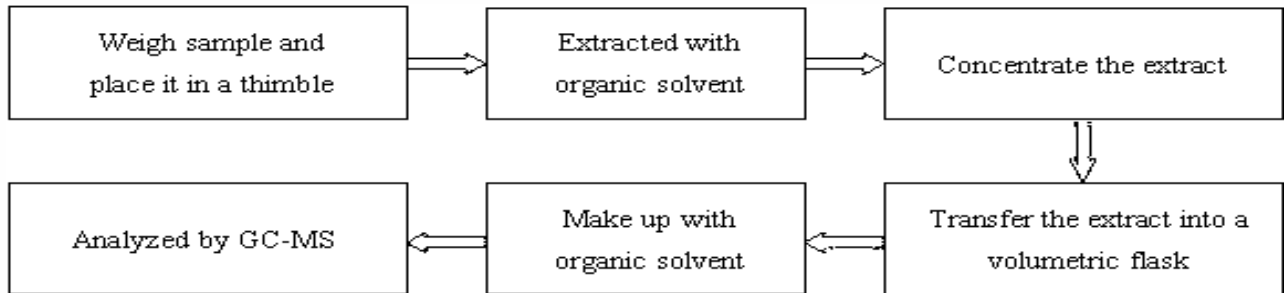 Weigh sample and
place it in a thimble
Extracted with
organic solvent
Concentrate the extract
Transfer the extract into a
volumetric flask
Make up with
organic solvent
Analyzed by GC-MS